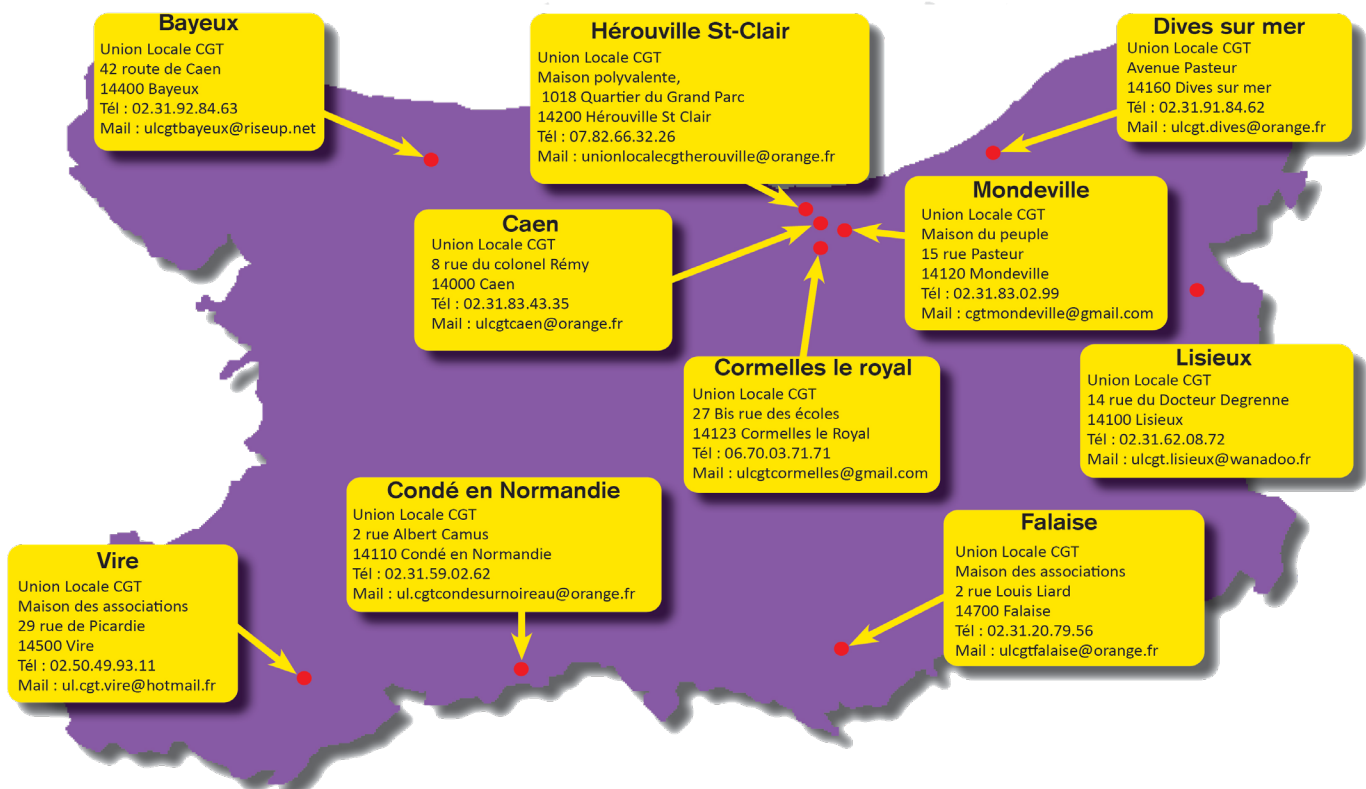 Bayeux
Union Locale CGT
42 route de Caen
14400 Bayeux
Tél : 02.31.92.84.63
Mail : ulcgtbayeux@riseup.net
Hérouville St-Clair
Union Locale CGT
Maison polyvalente,
1018 Quartier du Grand Parc
14200 Hérouville St Clair
Tél : 07.82.66.32.26
Mail : unionlocalecgtherouville@orange.fr
Dives sur mer
Union Locale CGT
Avenue Pasteur
14160 Dives sur mer
Tél : 02.31.91.84.62
Mail : ulcgt.dives@orange.fr
Caen
Union Locale CGT
8 rue du colonel Rémy
14000 Caen
Tél : 02.31.83.43.35
Mail : ulcgtcaen@orange.fr
Mondeville
Union Locale CGT
Maison du peuple
15 rue Pasteur
14120 Mondeville
Tél : 02.31.83.02.99
Mail : cgtmondeville@gmail.com
Cormelles le royal
Union Locale CGT
27 Bis rue des écoles
14123 Cormelles le Royal
Tél : 06.70.03.71.71
Mail : ulcgtcormelles@gmail.com
Lisieux
Union Locale CGT
14 rue du Docteur Degrenne
14100 Lisieux
Tél : 02.31.62.08.72
Mail : ulcgt.lisieux@wanadoo.fr
Condé en Normandie
Union Locale CGT
2 rue Albert Camus
14110 Condé en Normandie
Tél : 02.31.59.02.62
Mail : ul.cgtcondesurnoireau@orange.fr
Falaise
Union Locale CGT
Maison des associations
2 rue Louis Liard
14700 Falaise
Tél : 02.31.20.79.56
Mail : ulcgtfalaise@orange.fr
Vire
Union Locale CGT
Maison des associations
29 rue de Picardie
14500 Vire
Tél : 02.50.49.93.11
Mail : ul.cgt.vire@hotmail.fr